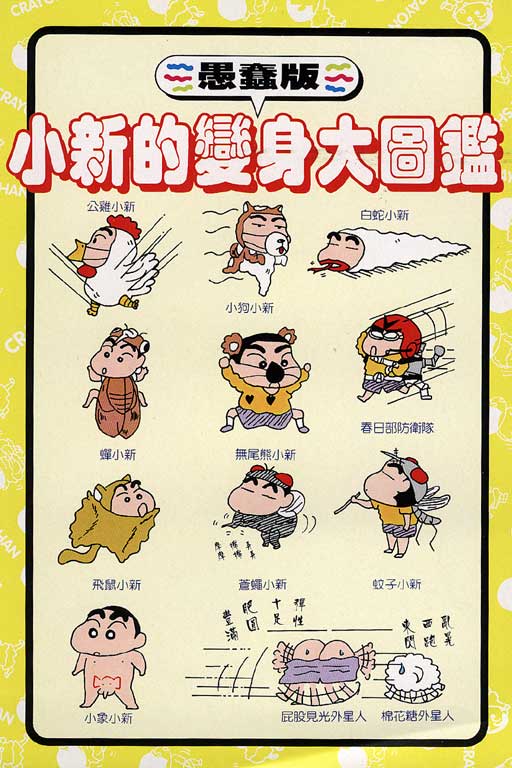 愚蠢版
小新的變身大圖鑑
公雞小新
小狗小新
白蛇小新
蟬小新
無尾熊小新
春日部防衛隊
飛鼠小新
蒼蠅小新
蚊子小新
豐滿
肥圓
十足
彈性
東閃
西跑
亂晃
小象小新
屁股見光外星人
棉花糖外星人
CRAYON